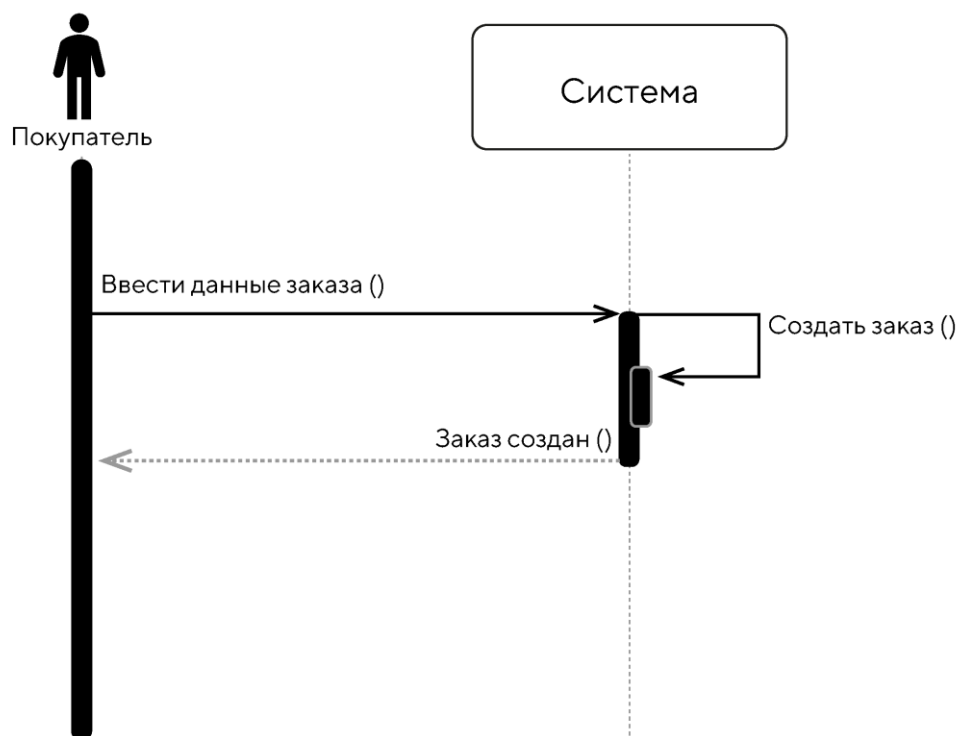 Покупатель
Система
Ввести данные заказа ()
Создать заказ ()
Заказ создан ()